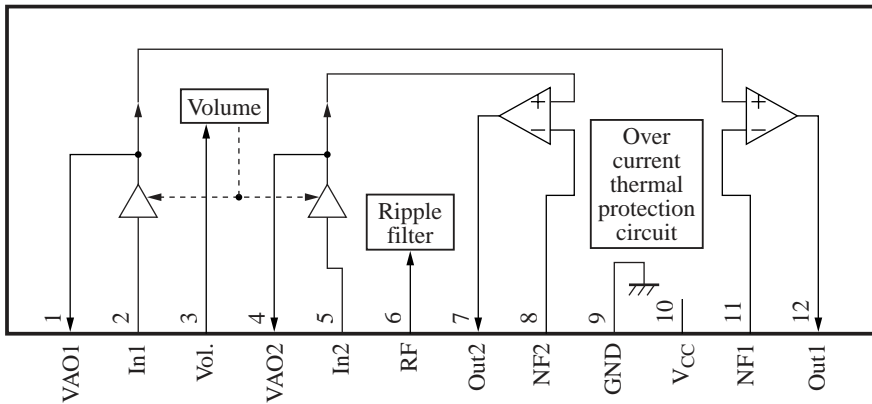 Volume
+
−
+
−
Over
current
thermal
protection
circuit
Ripple
filter
1
2
3
4
5
6
7
8
9
10
11
12
VAO1
In1
Vol.
VAO2
In2
RF
Out2
NF2
GND
VCC
NF1
Out1